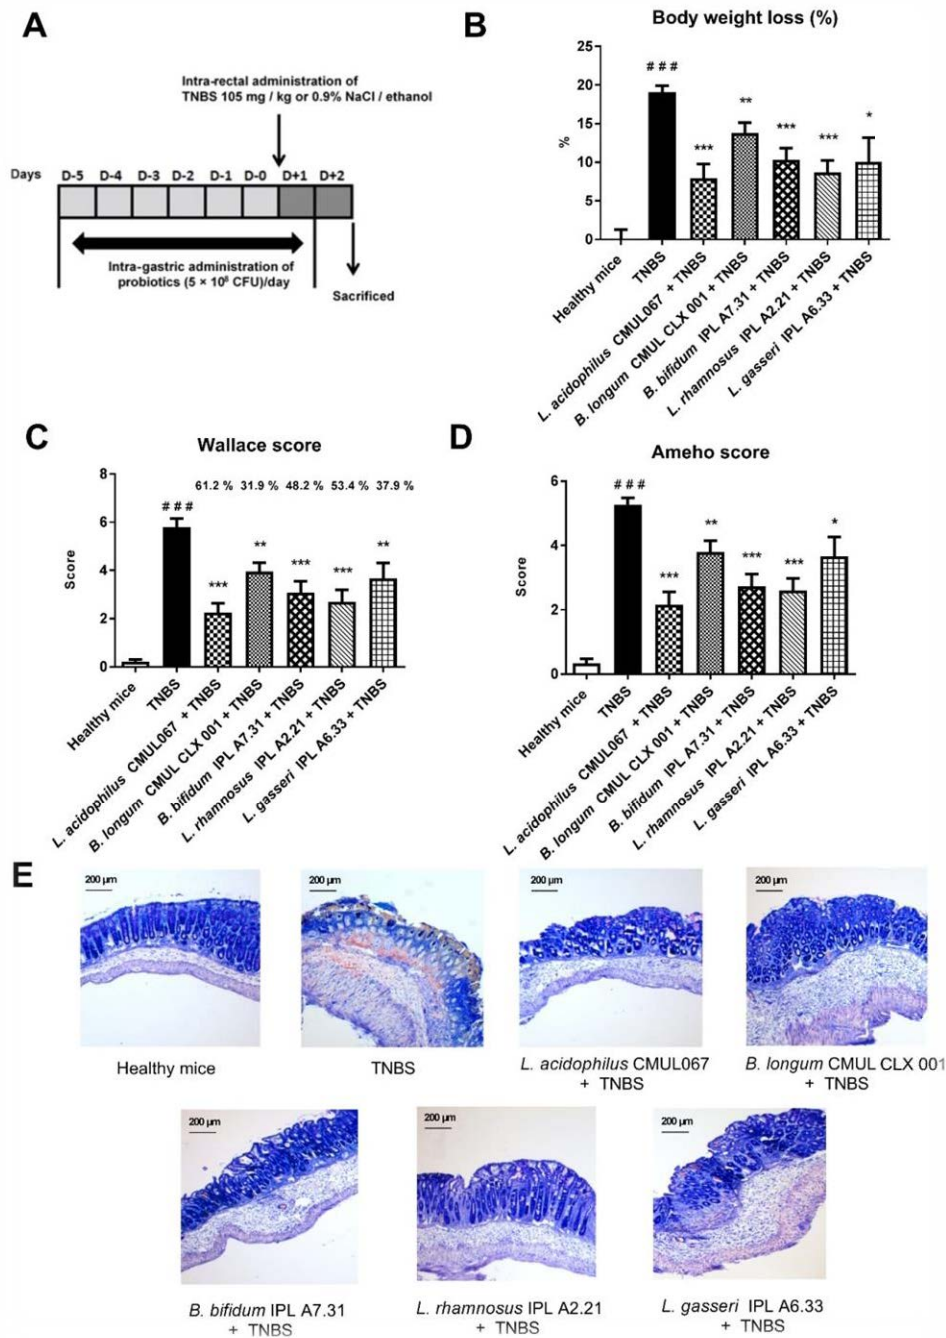 A
Intra-rectal administration of
TNBS 105 mg / kg or 0.9% NaCl / ethanol
Days D-5 D-4 D-3 D-2 D-1 D-0 D+1 D+2
Intra-gastric administration of
probiotics (5 × 10⁸ CFU)/day
Sacrificed
B
Body weight loss (%)
%
25
20
15
10
5
0
# # #
***
**
***
***
*
Healthy mice
TNBS
L. acidophilus CMUL067 + TNBS
B. longum CMUL CLX 001 + TNBS
B. bifidum IPL A7.31 + TNBS
L. rhamnosus IPL A2.21 + TNBS
L. gasseri IPL A6.33 + TNBS
C
Wallace score
Score
8
6
4
2
0
61.2 % 31.9 % 48.2 % 53.4 % 37.9 %
# # #
***
**
***
***
**
Healthy mice
TNBS
L. acidophilus CMUL067 + TNBS
B. longum CMUL CLX 001 + TNBS
B. bifidum IPL A7.31 + TNBS
L. rhamnosus IPL A2.21 + TNBS
L. gasseri IPL A6.33 + TNBS
D
Ameho score
Score
6
4
2
0
# # #
***
**
***
***
*
Healthy mice
TNBS
L. acidophilus CMUL067 + TNBS
B. longum CMUL CLX 001 + TNBS
B. bifidum IPL A7.31 + TNBS
L. rhamnosus IPL A2.21 + TNBS
L. gasseri IPL A6.33 + TNBS
E
200 µm
200 µm
200 µm
200 µm
Healthy mice
TNBS
L. acidophilus CMUL067
+ TNBS
B. longum CMUL CLX 001
+ TNBS
200 µm
200 µm
200 µm
B. bifidum IPL A7.31
+ TNBS
L. rhamnosus IPL A2.21
+ TNBS
L. gasseri IPL A6.33
+ TNBS